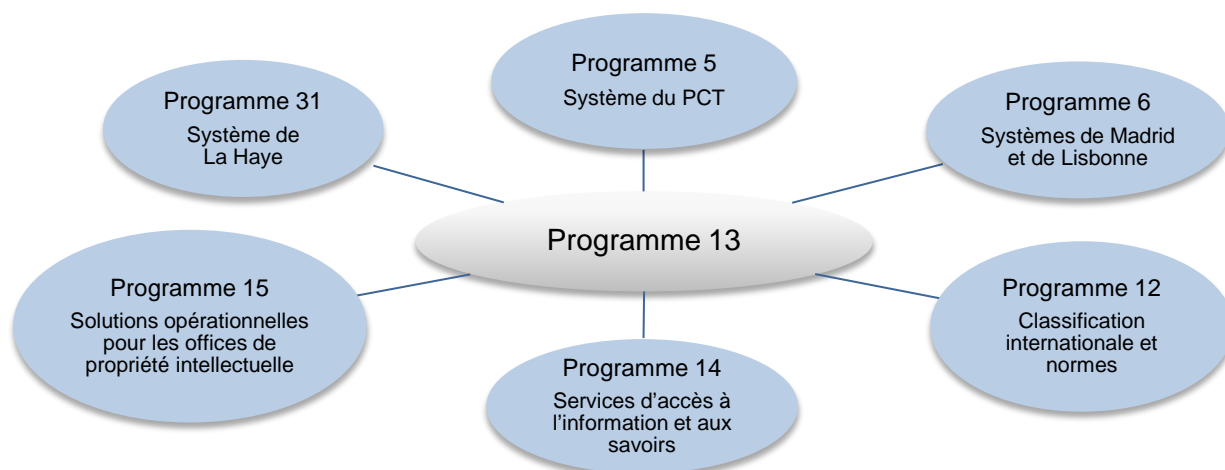 Programme 5
Système du PCT
Programme 31
Système de
La Haye
Programme 6
Systèmes de Madrid
et de Lisbonne
Programme 13
Programme 15
Solutions opérationnelles
pour les offices de
propriété intellectuelle
Programme 12
Classification
internationale et
normes
Programme 14
Services d’accès à
l’information et aux
savoirs